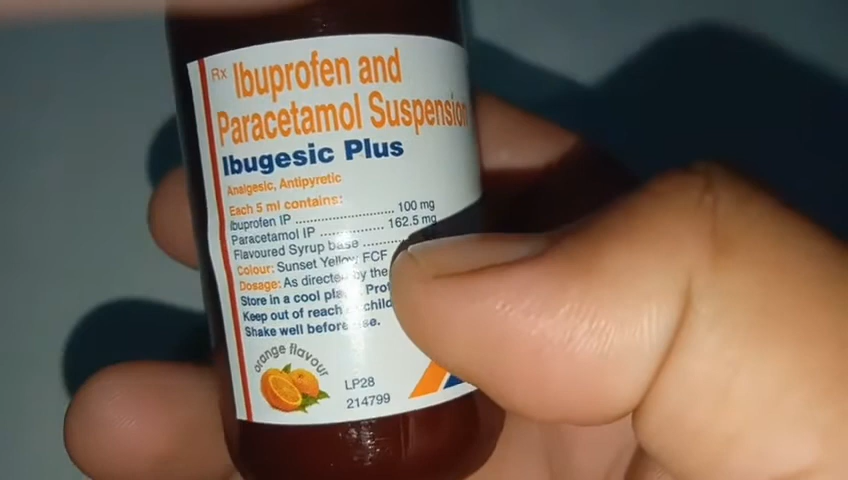 Rx Ibuprofen and
Paracetamol Suspension
Ibugesic Plus
Analgesic, Antipyretic
Each 5 ml contains:
Ibuprofen IP ........................ 100 mg
Paracetamol IP ................ 162.5 mg
Flavoured Syrup base ............
Colour: Sunset Yellow FCF
Dosage: As directed by the
Store in a cool
Keep out of reach
Shake well before
orange flavour
LP28
214799